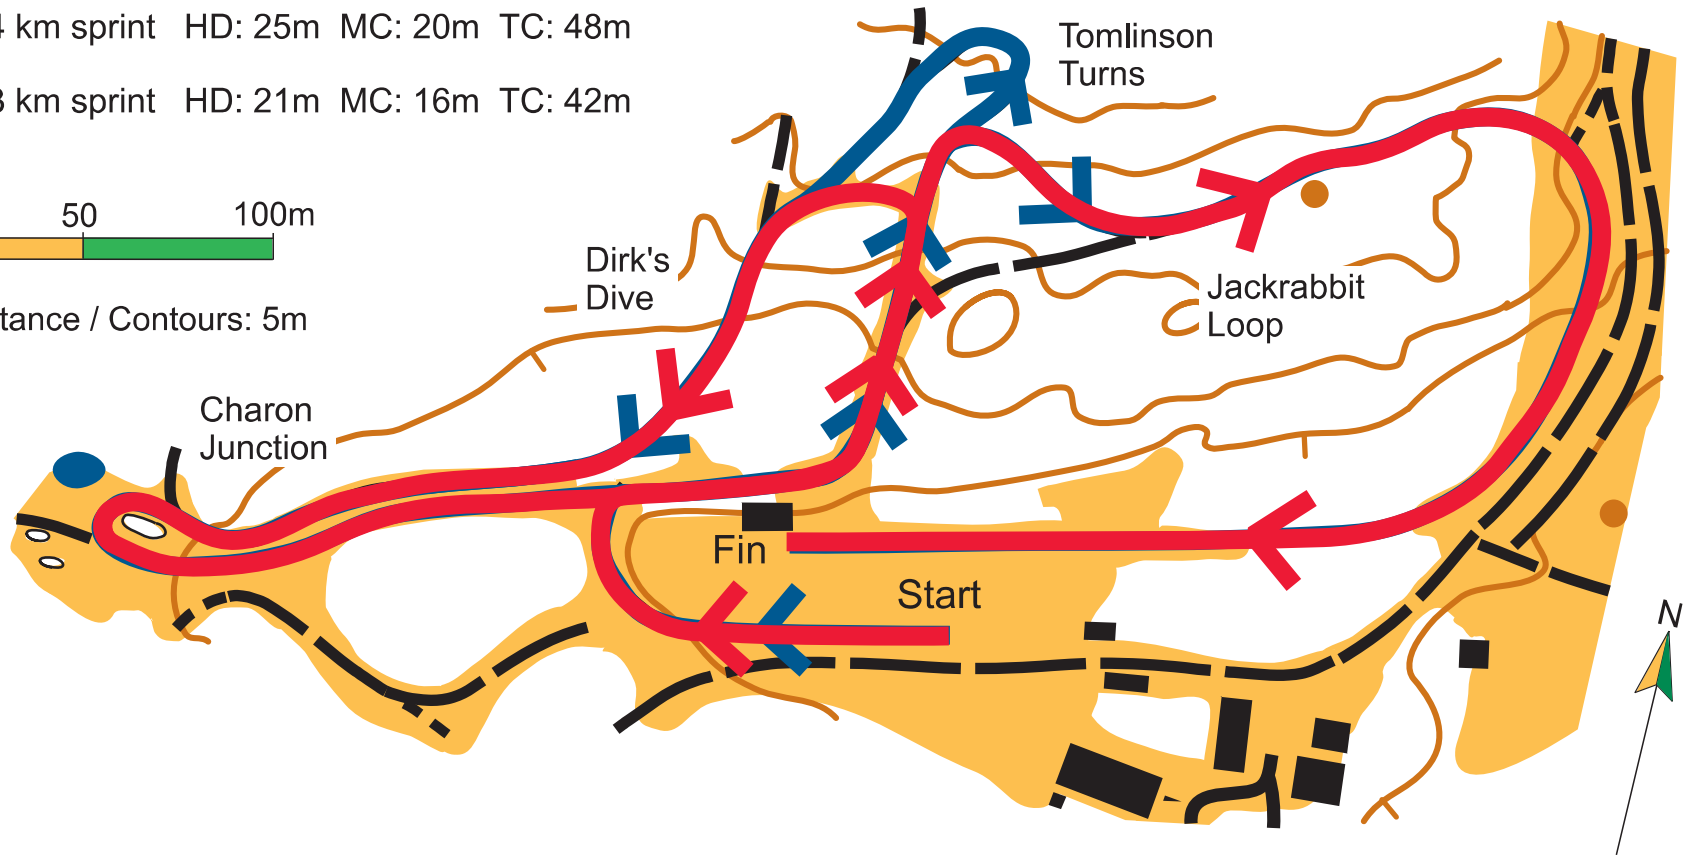 km sprint HD: 25m MC: 20m TC: 48m
km sprint HD: 21m MC: 16m TC: 42m
50 100m
tance / Contours: 5m
Tomlinson
Turns
Dirk's
Dive
Jackrabbit
Loop
Charon
Junction
Fin
Start
N